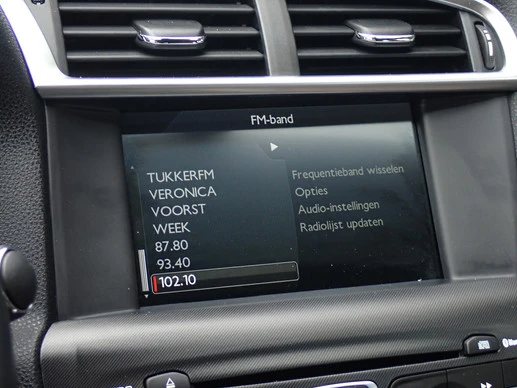 FM-band
TUKKERFM
VERONICA
VOORST
WEEK
87.80
93.40
102.10
Frequentieband wisselen
Opties
Audio-instellingen
Radiolijst updaten